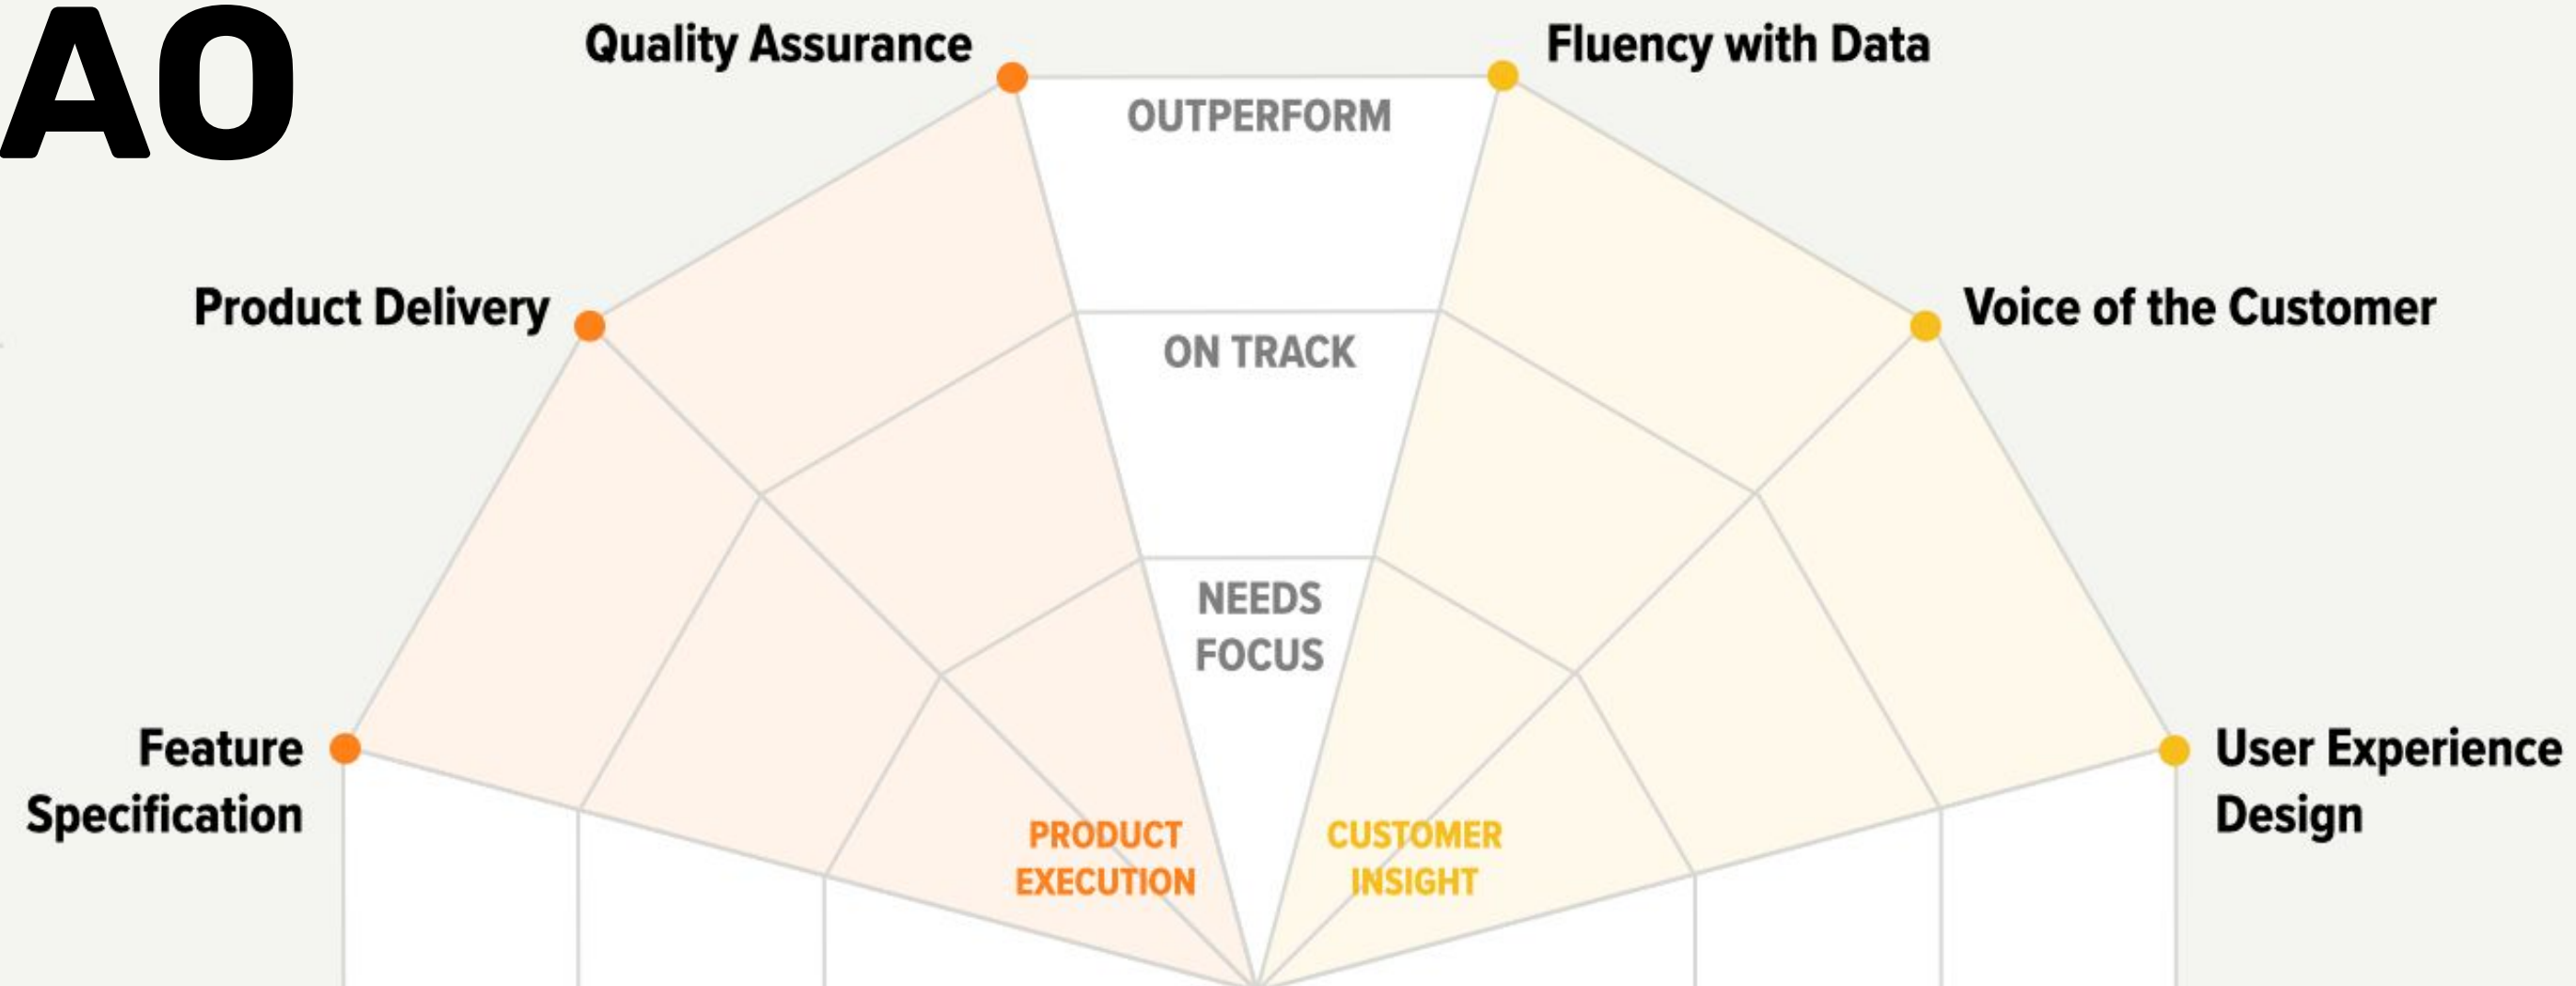 AO
Quality Assurance
Fluency with Data
OUTPERFORM
Product Delivery
Voice of the Customer
ON TRACK
NEEDS
FOCUS
Feature
Specification
User Experience
Design
PRODUCT
EXECUTION
CUSTOMER
INSIGHT